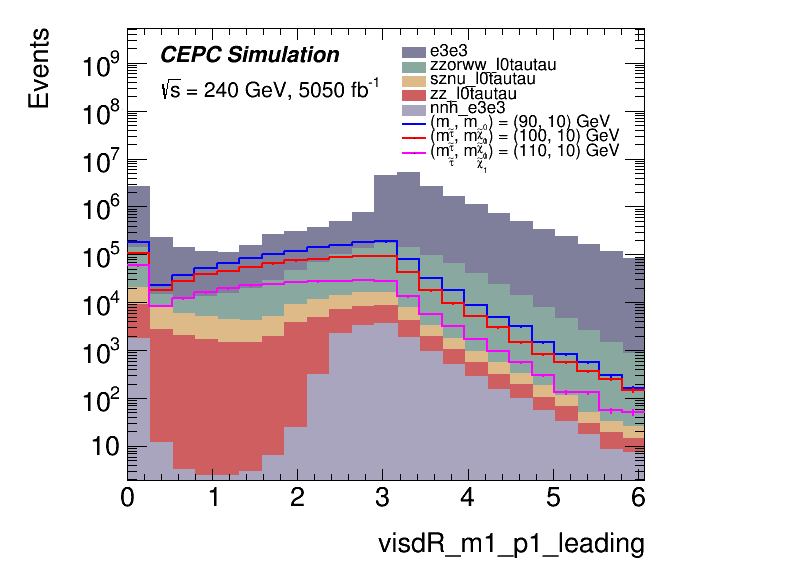 Events
CEPC Simulation
√s = 240 GeV, 5050 fb⁻¹
e3e3
zzorww_l0tautau
sznu_l0tautau
zz_l0tautau
nnh_e3e3
(m_τ̃, m_χ̃₁⁰) = (90, 10) GeV
(m_τ̃, m_χ̃₁⁰) = (100, 10) GeV
(m_τ̃, m_χ̃₁⁰) = (110, 10) GeV
10⁹
10⁸
10⁷
10⁶
10⁵
10⁴
10³
10²
10
0 1 2 3 4 5 6
visdR_m1_p1_leading